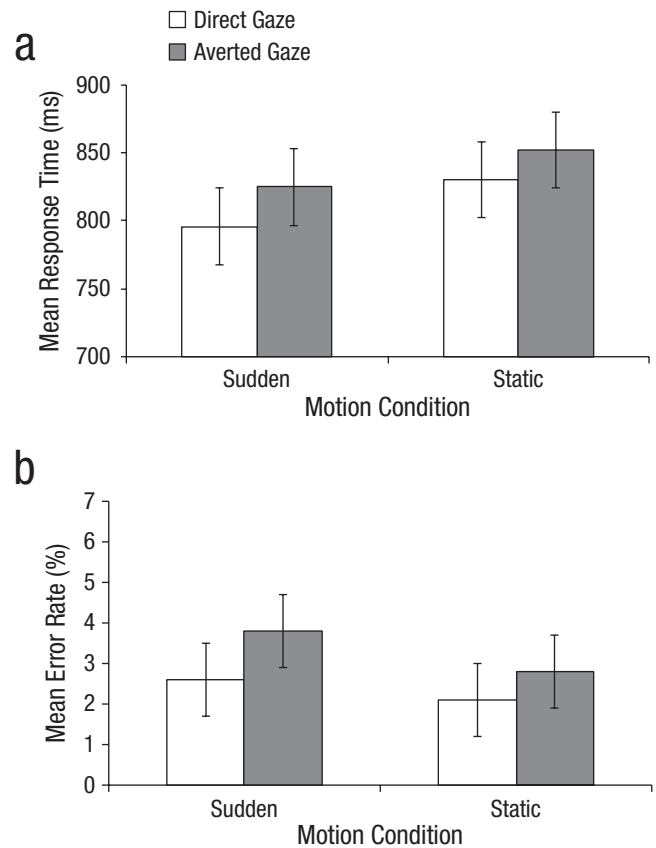 a
Direct Gaze
Averted Gaze
Mean Response Time (ms)
900
850
800
750
700
Sudden Static
Motion Condition
b
Mean Error Rate (%)
7
6
5
4
3
2
1
0
Sudden Static
Motion Condition